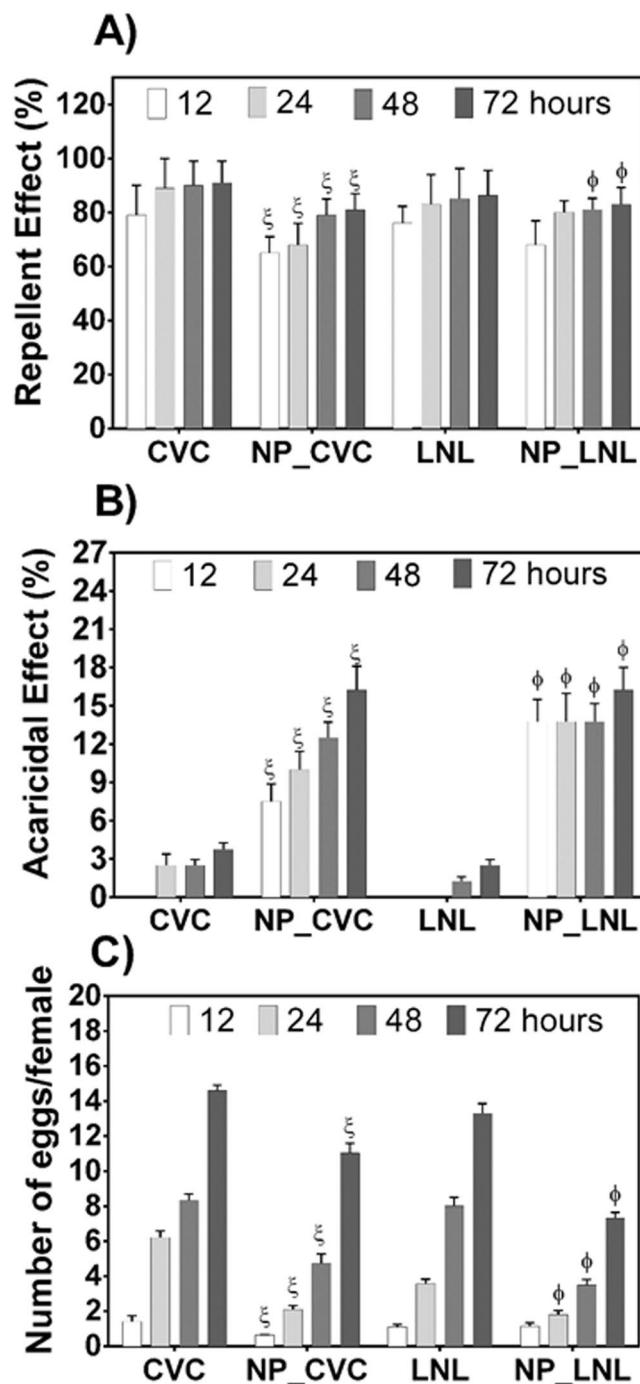 A)
Repellent Effect (%)
12 24 48 72 hours
120
100
80
60
40
20
0
ξ ξ ξ ξ ϕ ϕ
CVC NP_CVC LNL NP_LNL
B)
Acaricidal Effect (%)
12 24 48 72 hours
27
24
21
18
15
12
9
6
3
0
ξ ξ ξ ξ ϕ ϕ ϕ ϕ
CVC NP_CVC LNL NP_LNL
C)
Number of eggs/female
12 24 48 72 hours
20
18
16
14
12
10
8
6
4
2
0
ξ ξ ξ ξ ϕ ϕ ϕ
CVC NP_CVC LNL NP_LNL